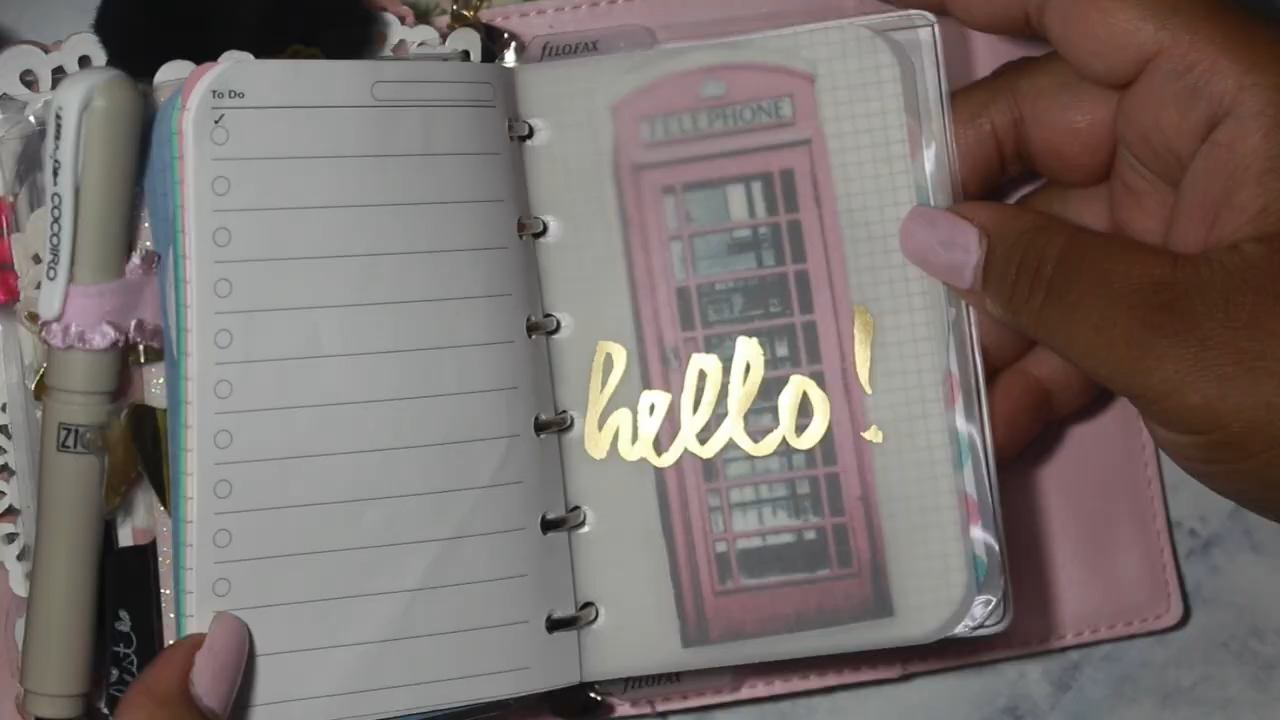 FILOFAX
To Do
TELEPHONE
hello!
COCOIRO
ZIG
FILOFAX